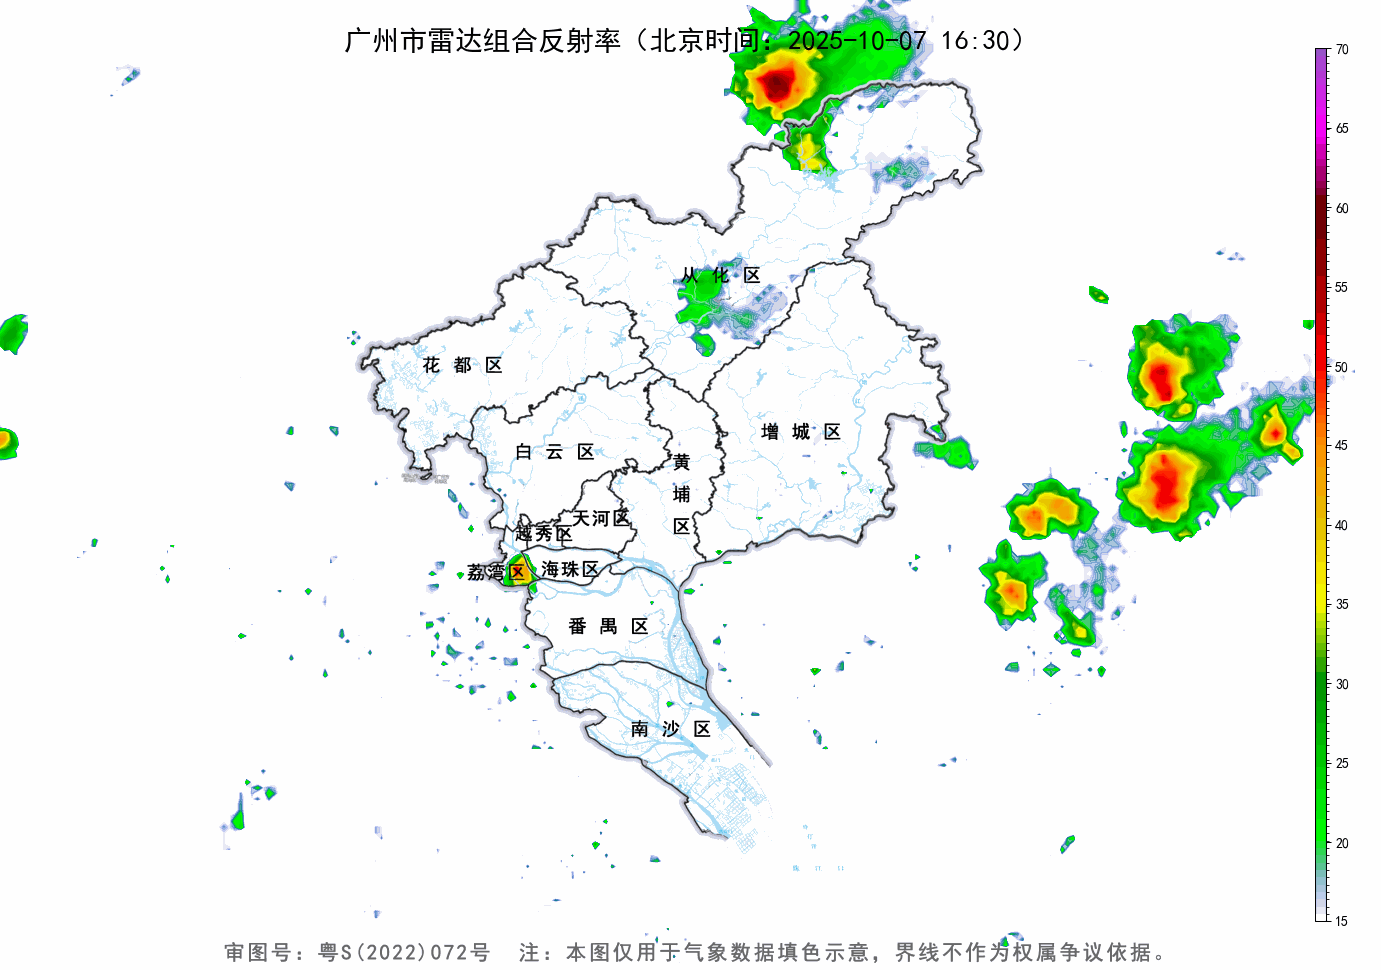 广州市雷达组合反射率（北京时间：2025-10-07 16:30）
70
65
60
55
50
45
40
35
30
25
20
15
从化区
花都区
增城区
白云区
黄埔区
天河区
越秀区
荔湾区
海珠区
番禺区
南沙区
审图号：粤S(2022)072号 注：本图仅用于气象数据填色示意，界线不作为权属争议依据。